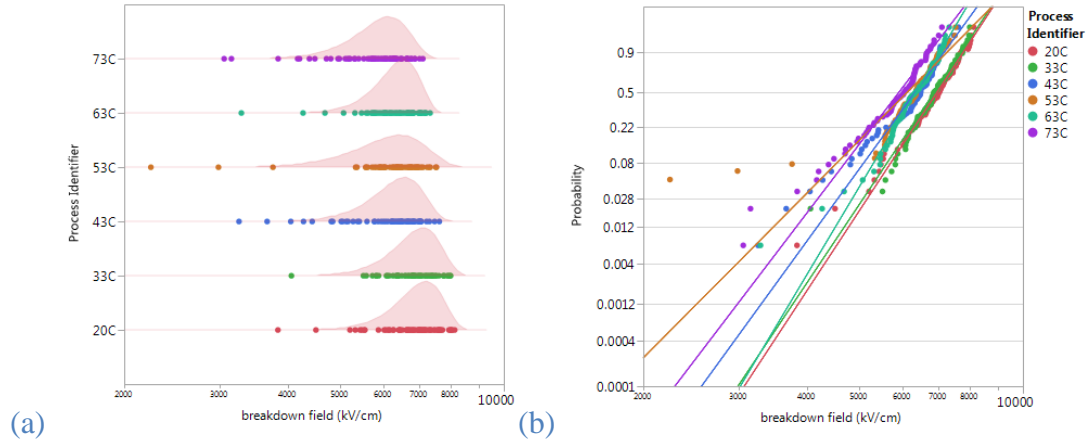 Process Identifier
73C
63C
53C
43C
33C
20C
2000
3000
4000
5000
6000
7000
10000
breakdown field (kV/cm)
(a)
Probability
0.9
0.5
0.22
0.08
0.028
0.012
0.004
0.0012
0.0004
0.0001
2000
3000
4000
5000
6000
7000
10000
breakdown field (kV/cm)
(b)
Process
Identifier
20C
33C
43C
53C
63C
73C